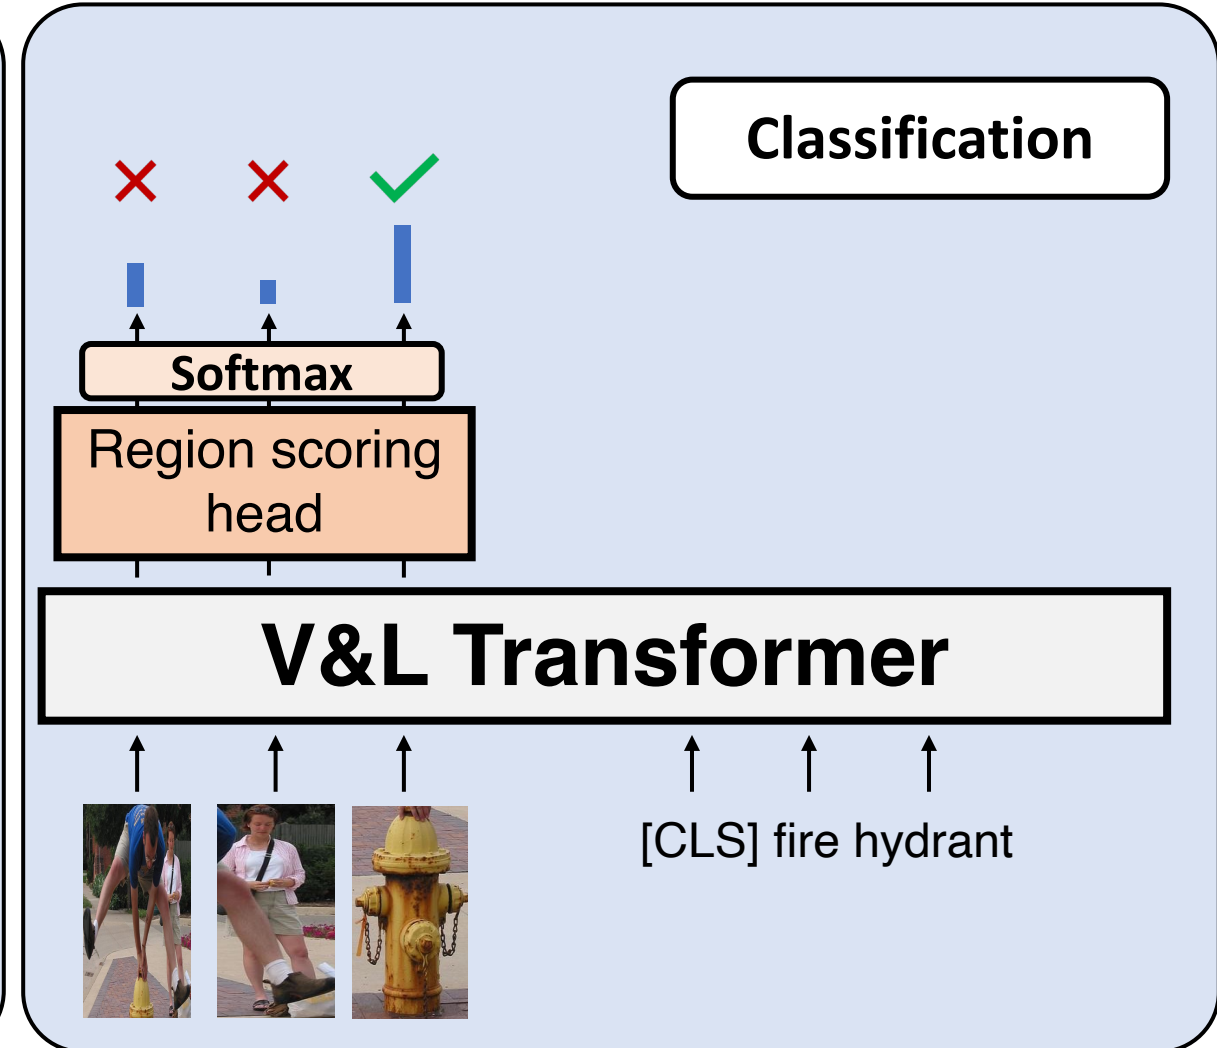 Classification
Softmax
Region scoring
head
V&L Transformer
[CLS] fire hydrant